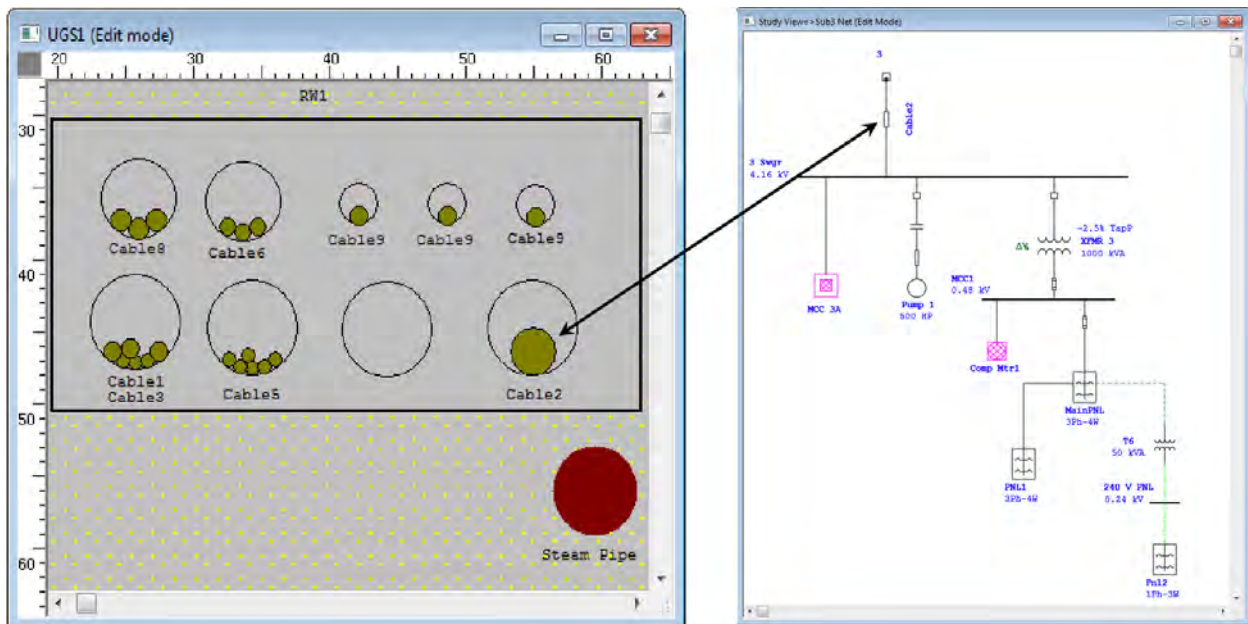 UGS1 (Edit mode)
20 30 40 50 60
RW1
30
Cable8
Cable6
Cable9
Cable9
Cable9
40
Cable1
Cable3
Cable5
Cable2
50
Steam Pipe
60
Study View=>Sub3 Net (Edit Mode)
3
Cable2
3 Swgr
4.16 kV
-2.5% TapP
XFMR 3
1000 kVA
MCC 3A
Pump 1
500 HP
MCC1
0.48 kV
Comp Mtr1
MainPNL
3Ph-4W
T6
50 kVA
PNL1
3Ph-4W
240 V PNL
0.24 kV
Pnl2
1Ph-3W